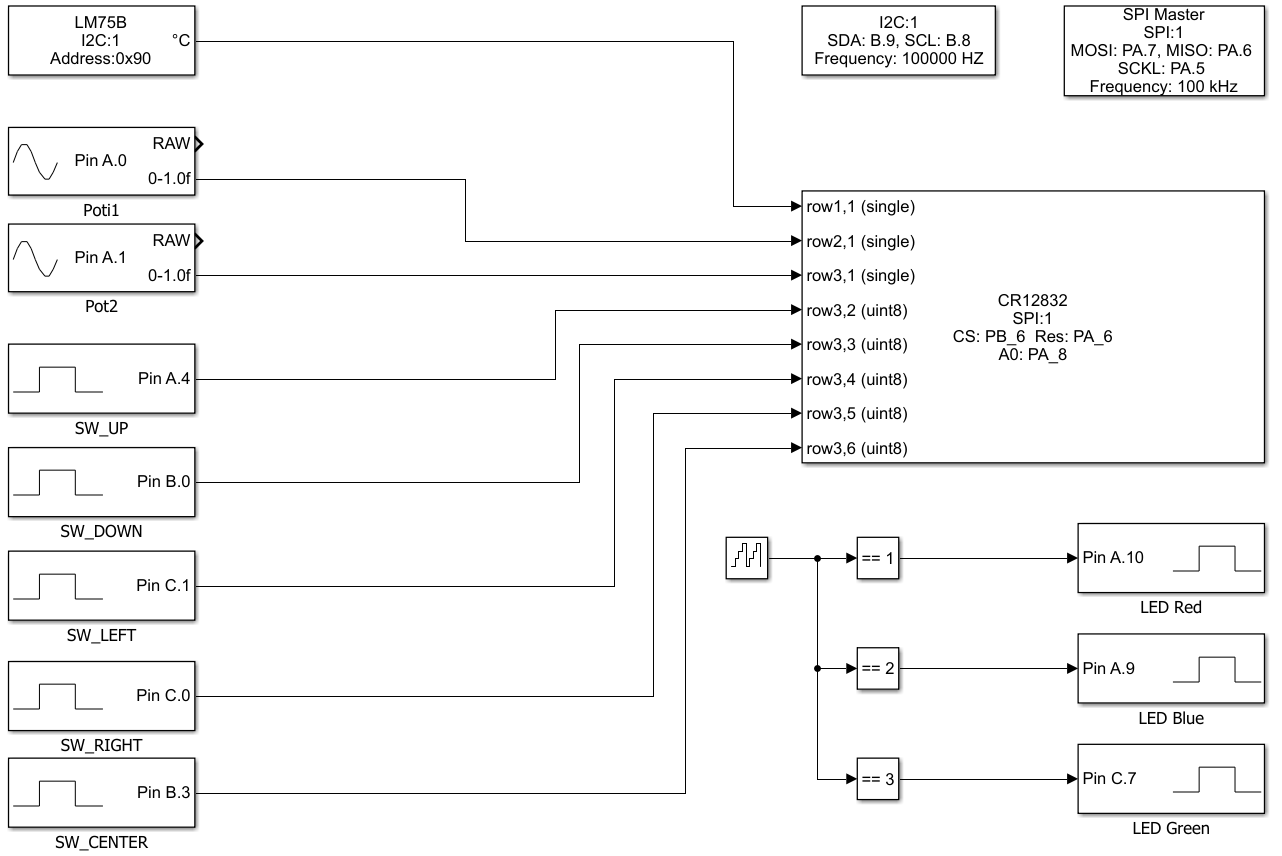 LM75B
I2C:1
°C
Address:0x90
I2C:1
SDA: B.9, SCL: B.8
Frequency: 100000 HZ
SPI Master
SPI:1
MOSI: PA.7, MISO: PA.6
SCKL: PA.5
Frequency: 100 kHz
RAW
Pin A.0
0-1.0f
Poti1
RAW
Pin A.1
0-1.0f
Pot2
Pin A.4
SW_UP
Pin B.0
SW_DOWN
Pin C.1
SW_LEFT
Pin C.0
SW_RIGHT
Pin B.3
SW_CENTER
row1,1 (single)
row2,1 (single)
row3,1 (single)
row3,2 (uint8)
row3,3 (uint8)
row3,4 (uint8)
row3,5 (uint8)
row3,6 (uint8)
CR12832
SPI:1
CS: PB_6 Res: PA_6
A0: PA_8
== 1
Pin A.10
LED Red
== 2
Pin A.9
LED Blue
== 3
Pin C.7
LED Green